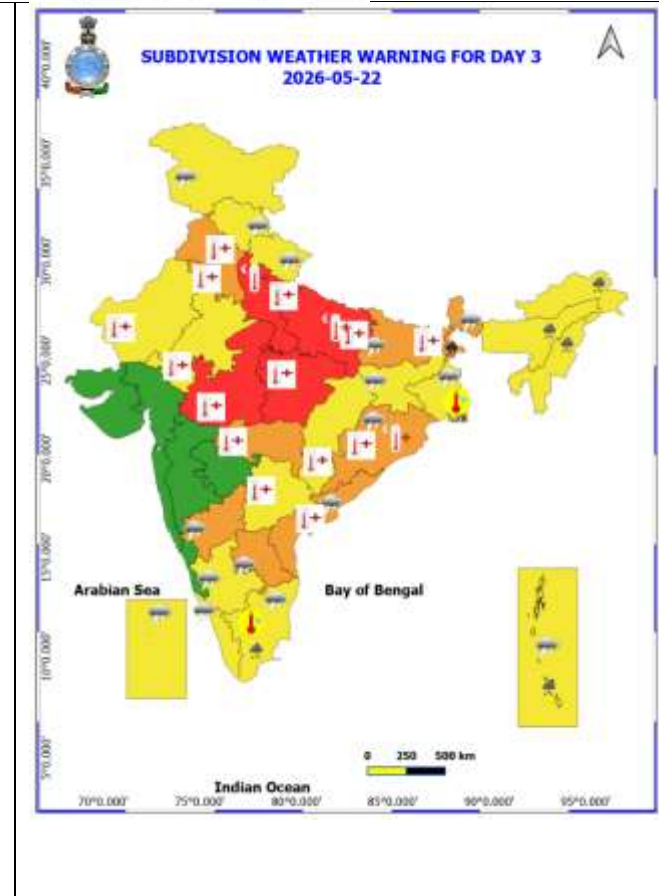 SUBDIVISION WEATHER WARNING FOR DAY 3
2026-05-22
40°0.000'
35°0.000'
30°0.000'
25°0.000'
20°0.000'
15°0.000'
10°0.000'
5°0.000'
Arabian Sea
Bay of Bengal
0 250 500 km
Indian Ocean
70°0.000' 75°0.000' 80°0.000' 85°0.000' 90°0.000' 95°0.000'